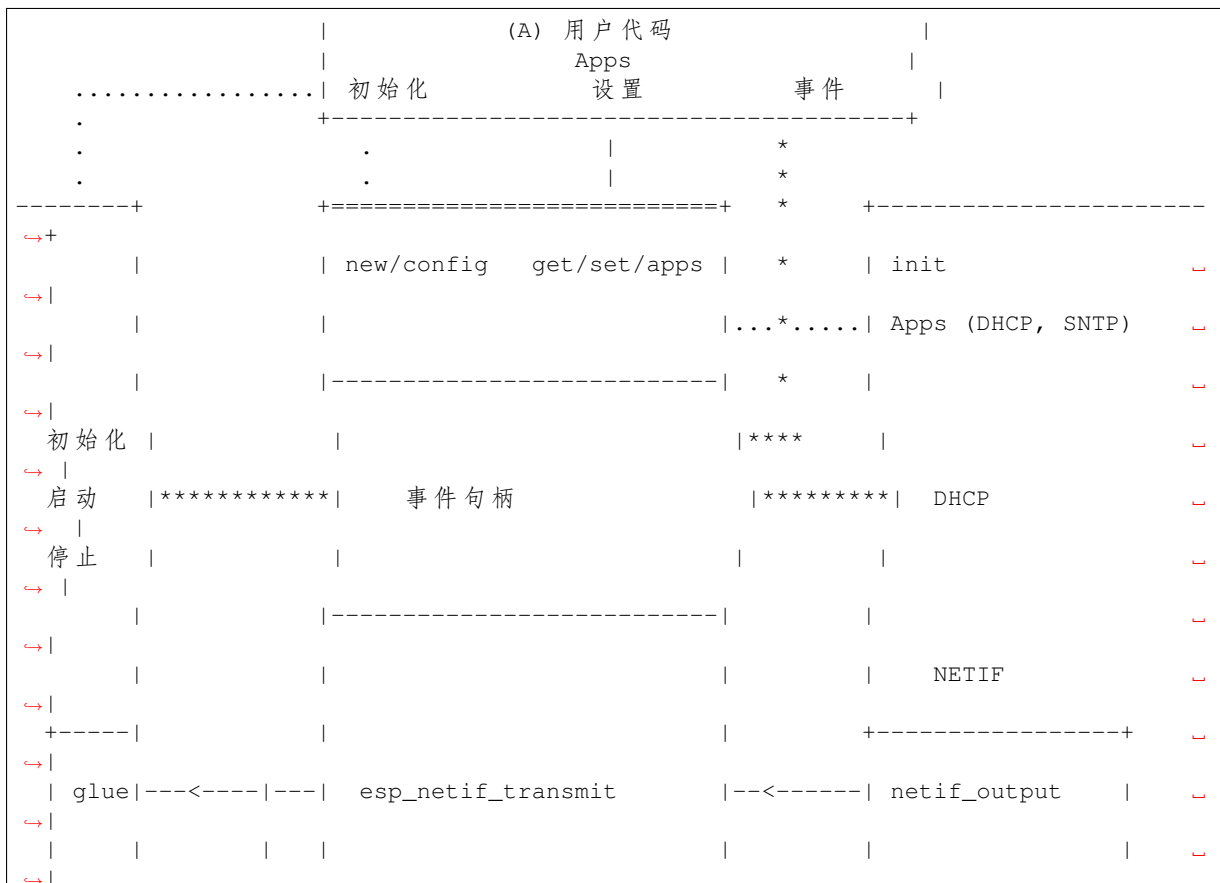 |            (A) 用户代码                 |
|                 Apps                     |
.................| 初始化            设置          事件      |
.                +----------------------------------------+
.                   .                |           *
.                   .                |           *
--------+             +===========================+   *     +-----------------------
↪+
|            | new/config   get/set/apps |   *     | init                 ␣
↪|
|            |                           |...*.....| Apps (DHCP, SNTP)    ␣
↪|
|            |---------------------------|   *     |                      ␣
↪|
初始化 |            |                           |****     |                      ␣
↪ |
启动   |************|    事件句柄                |*********|  DHCP                ␣
↪ |
停止   |            |                           |         |                      ␣
↪ |
|            |---------------------------|         |                      ␣
↪|
|            |                           |         |    NETIF             ␣
↪|
+-----|            |                           |         +-----------------+    ␣
↪|
| glue|---<----|---|  esp_netif_transmit       |--<------| netif_output    |    ␣
↪|
|     |        |   |                           |         |                 |    ␣
↪|